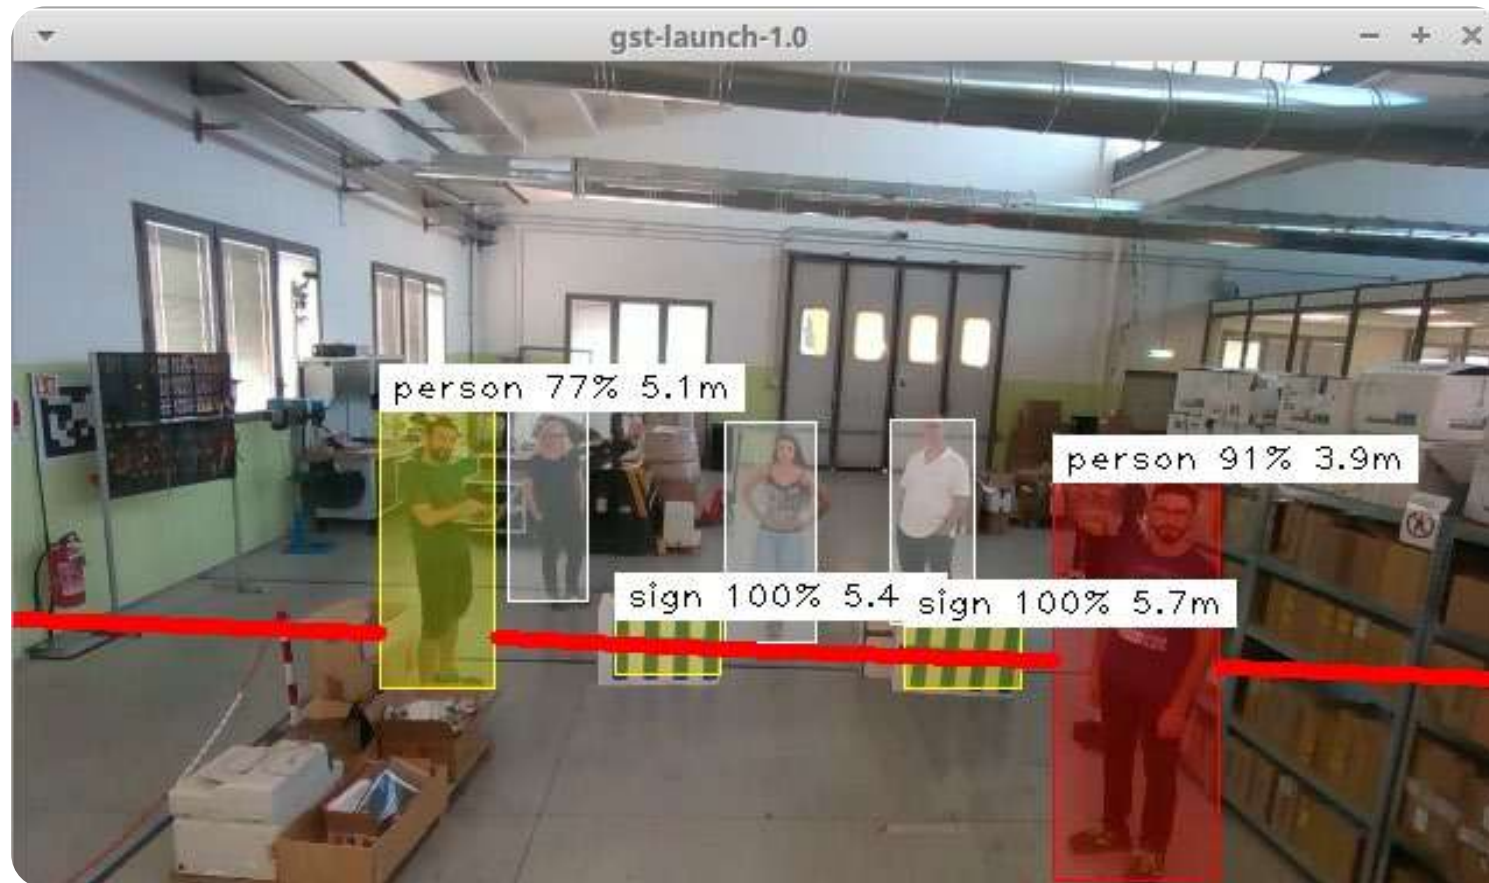 gst-launch-1.0
person 77% 5.1m
person 91% 3.9m
sign 100% 5.4
sign 100% 5.7m